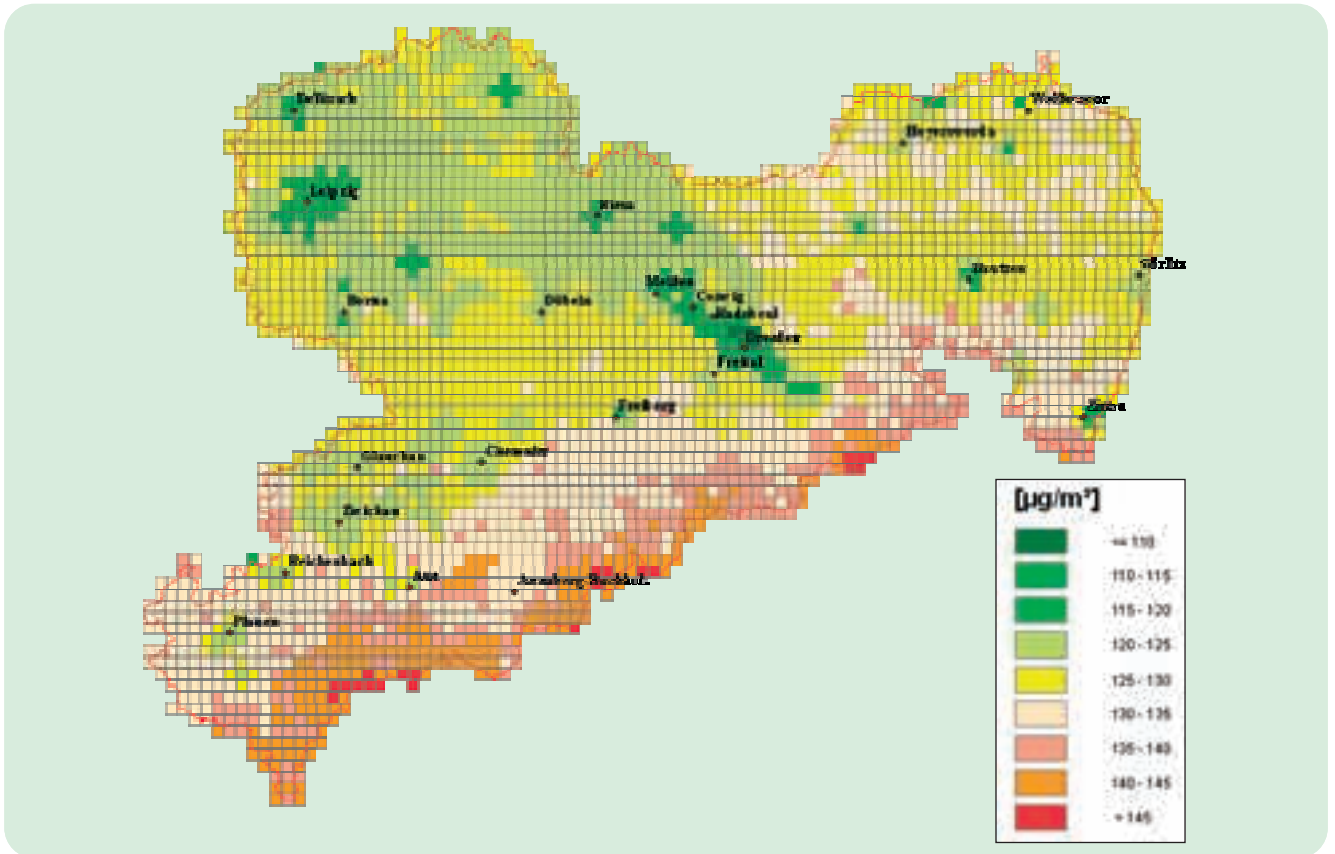 Delitzsch
Weißwasser
Hoyerswerda
Leipzig
Riesa
Görlitz
Bautzen
Meißen
Borna
Döbeln
Coswig
Radebeul
Dresden
Freital
Freiberg
Zittau
Glauchau
Chemnitz
Zwickau
Reichenbach
Aue
Annaberg-Buchholz
Plauen
[µg/m³]
<= 110
110 - 115
115 - 120
120 - 125
125 - 130
130 - 135
135 - 140
140 - 145
> 145